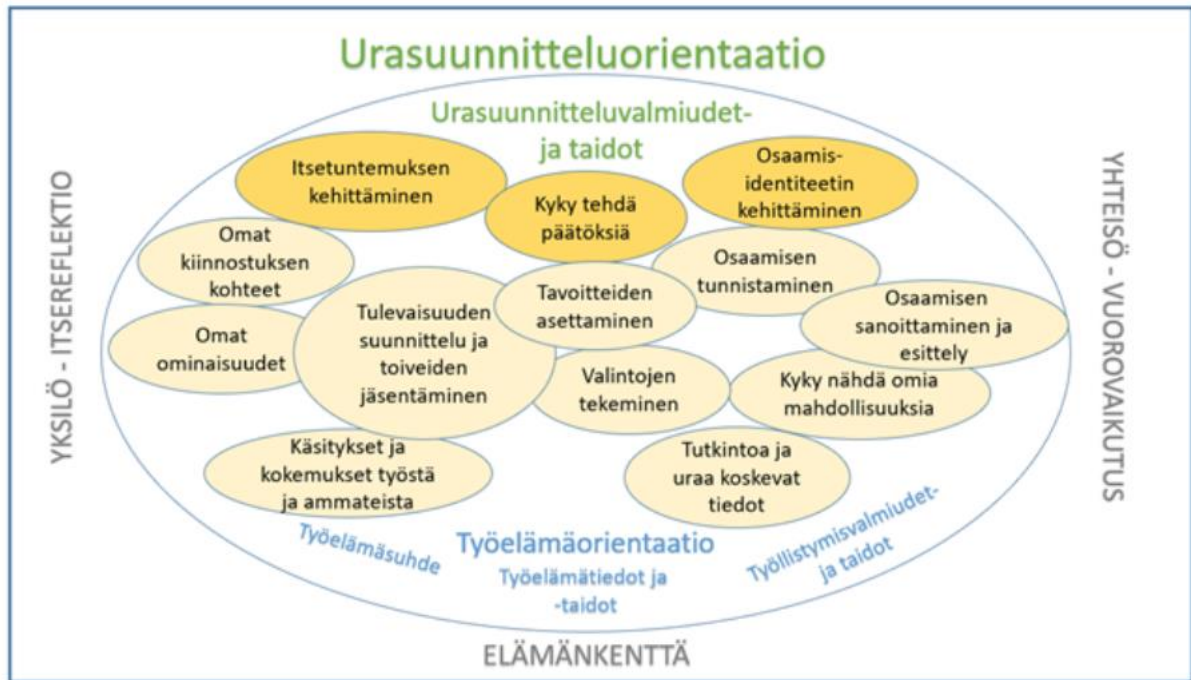 Urasuunnitteluorientaatio
Urasuunnitteluvalmiudet-
ja taidot
Itsetuntemuksen
kehittäminen
Kyky tehdä
päätöksiä
Osaamis-
identiteetin
kehittäminen
Omat
kiinnostuksen
kohteet
Omat
ominaisuudet
Tulevaisuuden
suunnittelu ja
toiveiden
jäsentäminen
Tavoitteiden
asettaminen
Osaamisen
tunnistaminen
Osaamisen
sanoittaminen ja
esittely
Valintojen
tekeminen
Kyky nähdä omia
mahdollisuuksia
Käsitykset ja
kokemukset työstä
ja ammateista
Tutkintoa ja
uraa koskevat
tiedot
Työelämäsuhde
Työelämäorientaatio
Työelämätiedot ja
-taidot
Työllistymisvalmiudet-
ja taidot
YKSILÖ - ITSEREFLEKTIO
YHTEISÖ - VUOROVAIKUTUS
ELÄMÄNKENTTÄ